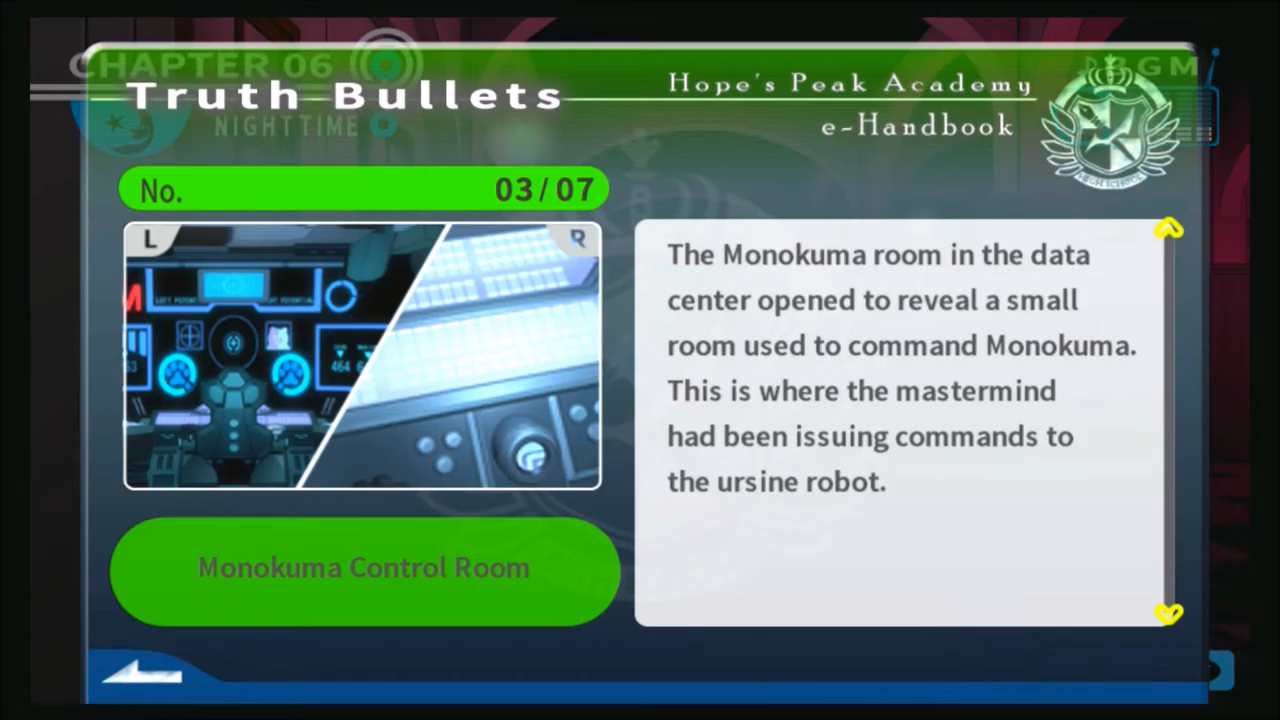 CHAPTER 06
Truth Bullets
NIGHTTIME
Hope's Peak Academy
e-Handbook
BGM
No. 03/07
L
R
464
The Monokuma room in the data
center opened to reveal a small
room used to command Monokuma.
This is where the mastermind
had been issuing commands to
the ursine robot.
Monokuma Control Room